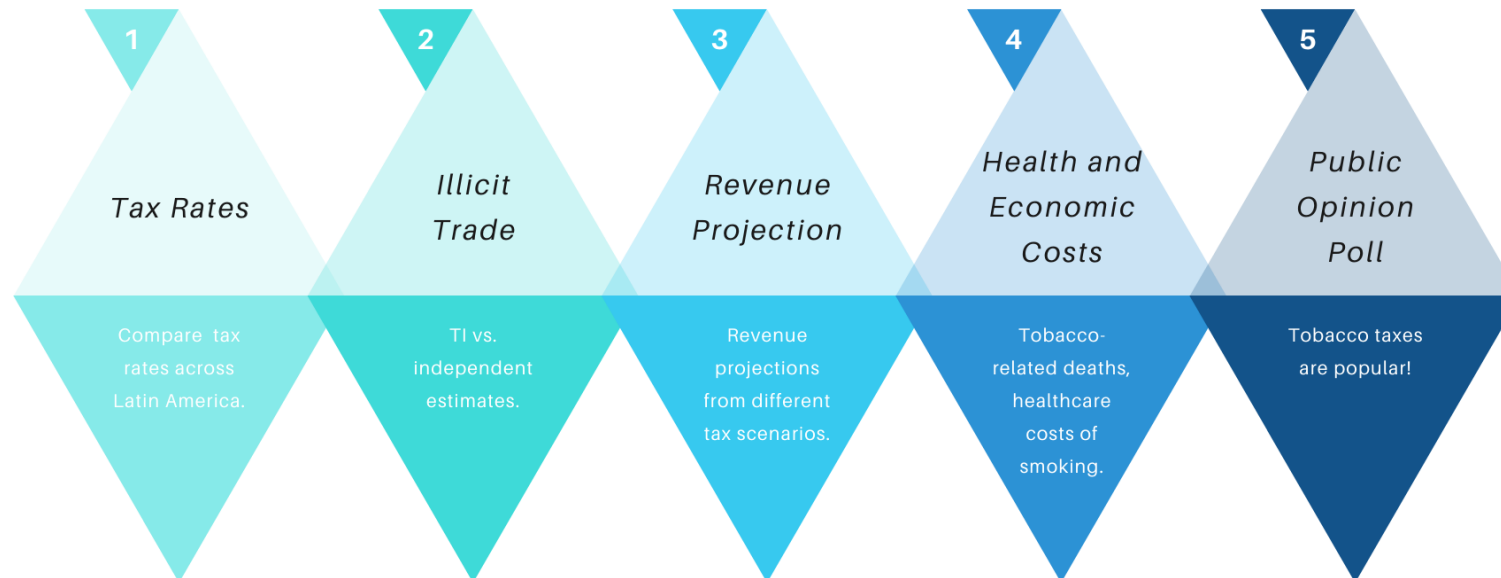 1
Tax Rates
Compare tax
rates across
Latin America.
2
Illicit
Trade
TI vs.
independent
estimates.
3
Revenue
Projection
Revenue
projections
from different
tax scenarios.
4
Health and
Economic
Costs
Tobacco-
related deaths,
healthcare
costs of
smoking.
5
Public
Opinion
Poll
Tobacco taxes
are popular!